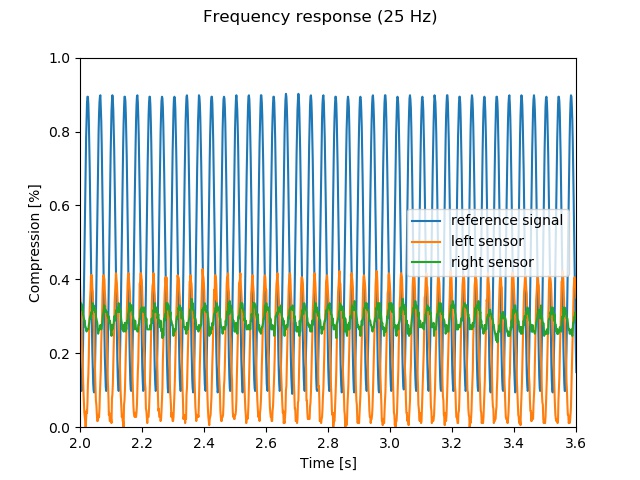 Frequency response (25 Hz)
1.0
0.8
0.6
0.4
0.2
0.0
Compression [%]
reference signal
left sensor
right sensor
2.0 2.2 2.4 2.6 2.8 3.0 3.2 3.4 3.6
Time [s]